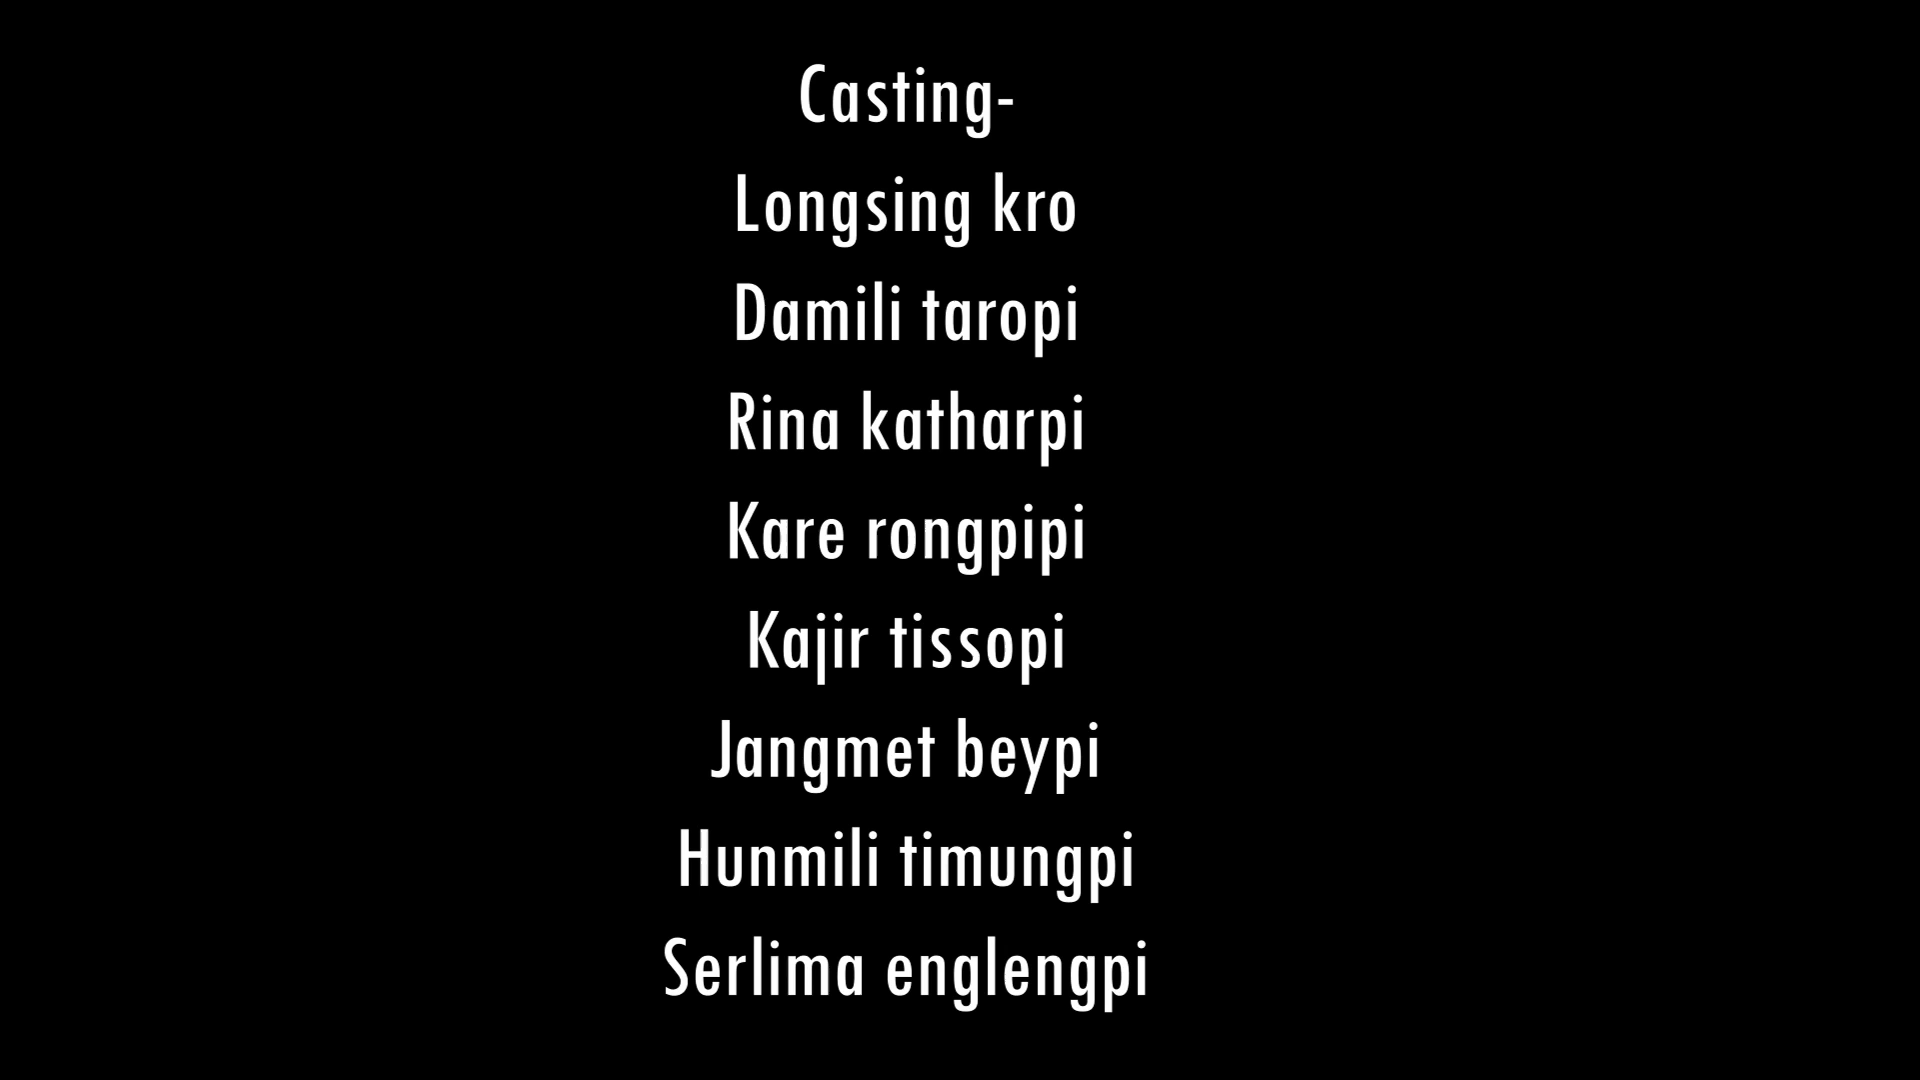 Casting-
Longsing kro
Damili taropi
Rina katharpi
Kare rongpipi
Kajir tissopi
Jangmet beypi
Hunmili timungpi
Serlima englengpi